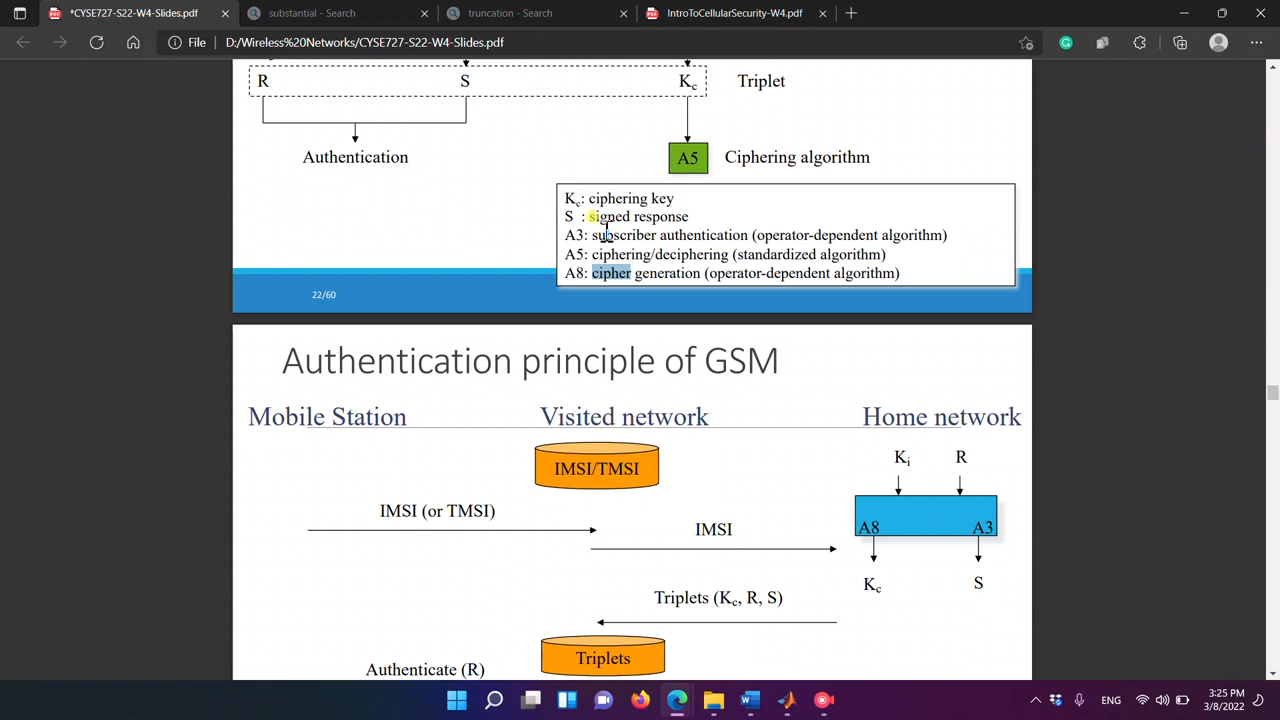 *CYSE727-S22-W4-Slides.pdf
substantial - Search
truncation - Search
IntroToCellularSecurity-W4.pdf
File
D:/Wireless%20Networks/CYSE727-S22-W4-Slides.pdf
R S Kc Triplet
Authentication
A5 Ciphering algorithm
Kc: ciphering key
S : signed response
A3: subscriber authentication (operator-dependent algorithm)
A5: ciphering/deciphering (standardized algorithm)
A8: cipher generation (operator-dependent algorithm)
22/60
Authentication principle of GSM
Mobile Station Visited network Home network
Ki R
IMSI/TMSI
IMSI (or TMSI)
IMSI
A8 A3
Kc S
Triplets (Kc, R, S)
Triplets
Authenticate (R)
ENG
3:25 PM
3/8/2022